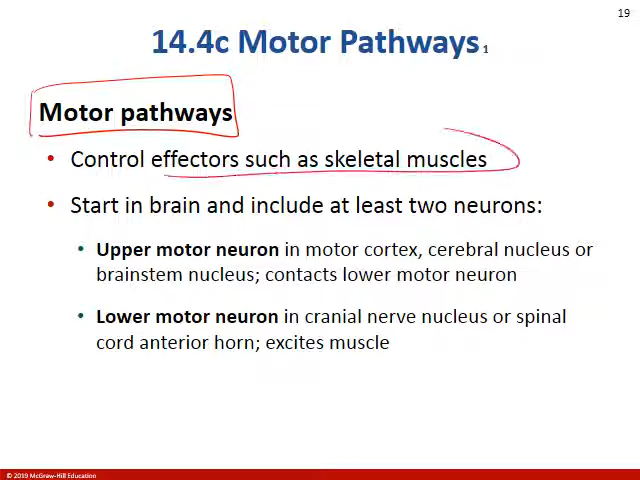 19
14.4c Motor Pathways 1
Motor pathways
• Control effectors such as skeletal muscles
• Start in brain and include at least two neurons:
• Upper motor neuron in motor cortex, cerebral nucleus or
brainstem nucleus; contacts lower motor neuron
• Lower motor neuron in cranial nerve nucleus or spinal
cord anterior horn; excites muscle
© 2019 McGraw-Hill Education